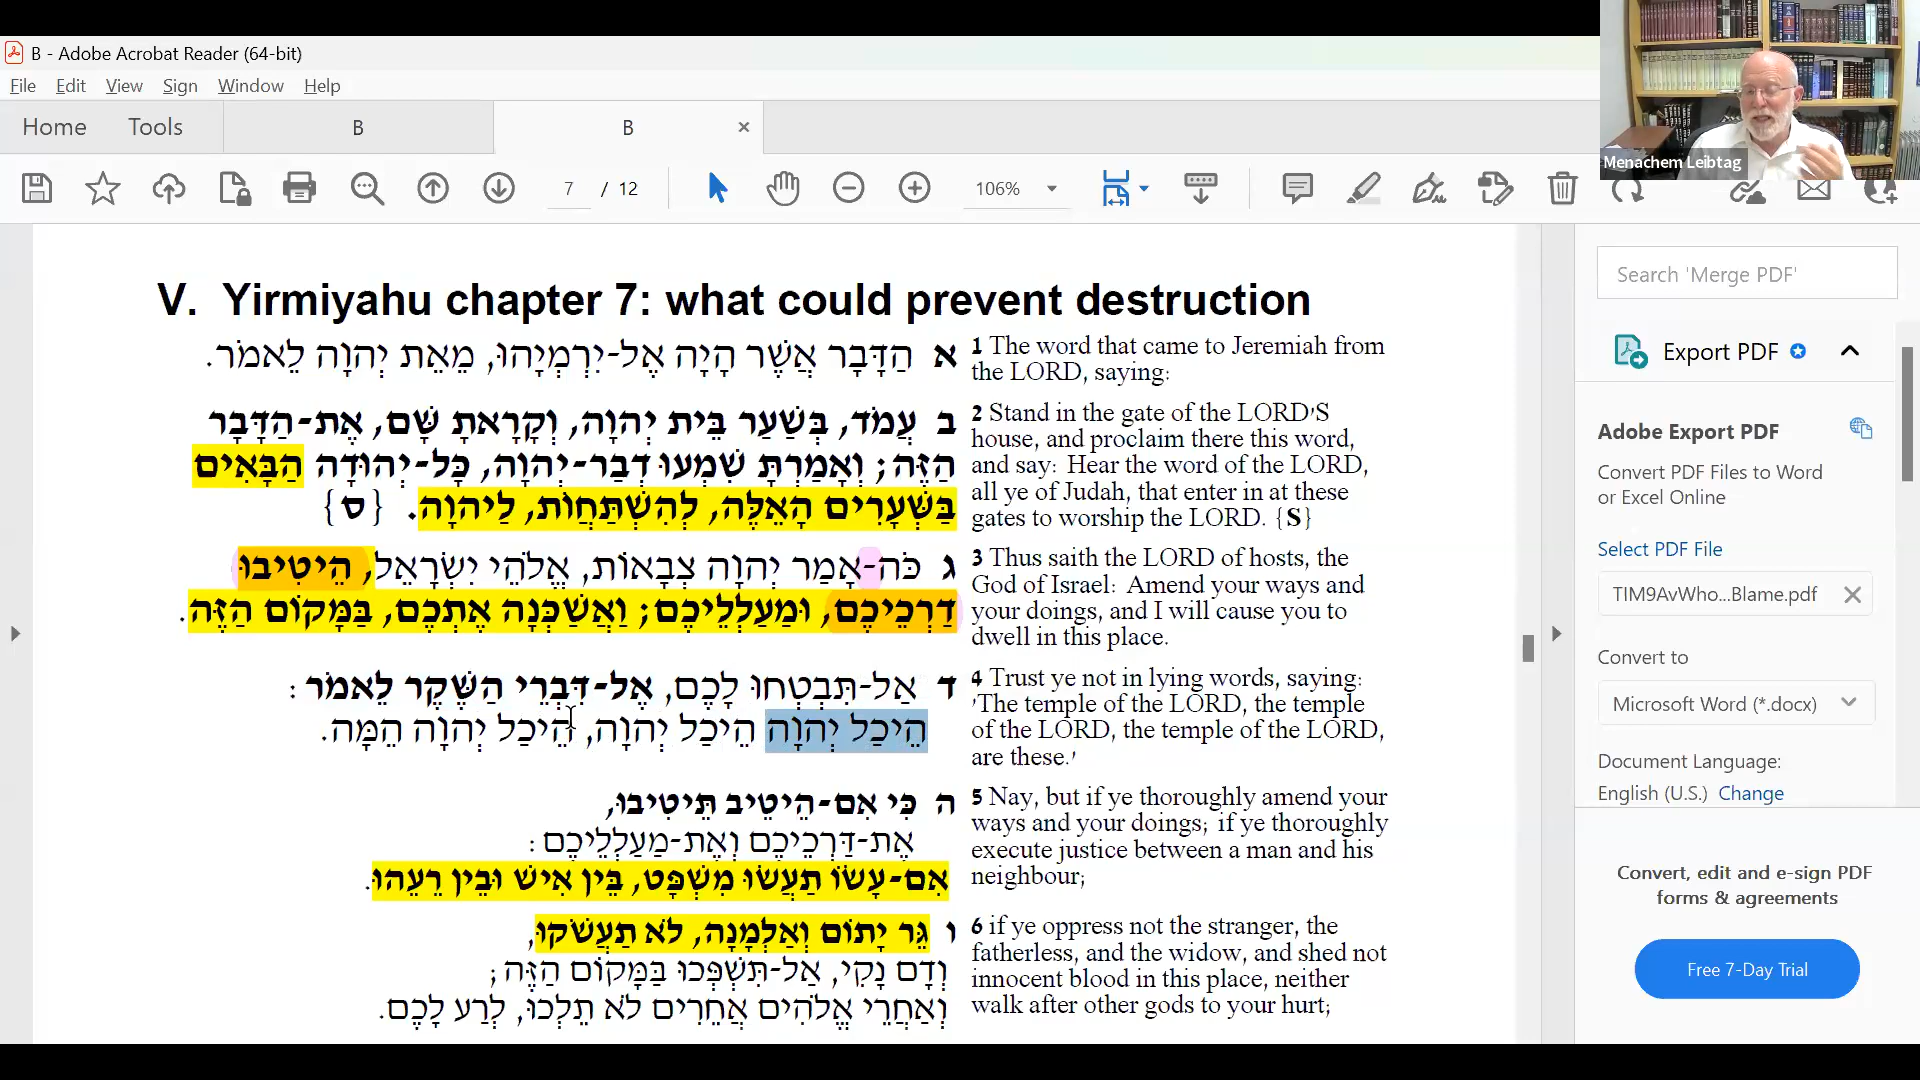 B - Adobe Acrobat Reader (64-bit)
File Edit View Sign Window Help
Home Tools B B
7 / 12 106%
Menachem Leibtag
V. Yirmiyahu chapter 7: what could prevent destruction
א הַדָּבָר אֲשֶׁר הָיָה אֶל-יִרְמְיָהוּ, מֵאֵת יְהוָה לֵאמֹר.
1 The word that came to Jeremiah from
the LORD, saying:
ב עֲמֹד, בְּשַׁעַר בֵּית יְהוָה, וְקָרָאתָ שָּׁם, אֶת-הַדָּבָר
הַזֶּה; וְאָמַרְתָּ שִׁמְעוּ דְבַר-יְהוָה, כָּל-יְהוּדָה הַבָּאִים
בַּשְּׁעָרִים הָאֵלֶּה, לְהִשְׁתַּחֲוֺת, לַיהוָה. {ס}
2 Stand in the gate of the LORD'S
house, and proclaim there this word,
and say: Hear the word of the LORD,
all ye of Judah, that enter in at these
gates to worship the LORD. {S}
ג כֹּה-אָמַר יְהוָה צְבָאוֹת, אֱלֹהֵי יִשְׂרָאֵל, הֵיטִיבוּ
דַרְכֵיכֶם, וּמַעַלְלֵיכֶם; וַאֲשַׁכְּנָה אֶתְכֶם, בַּמָּקוֹם הַזֶּה.
3 Thus saith the LORD of hosts, the
God of Israel: Amend your ways and
your doings, and I will cause you to
dwell in this place.
ד אַל-תִּבְטְחוּ לָכֶם, אֶל-דִּבְרֵי הַשֶּׁקֶר לֵאמֹר:
הֵיכַל יְהוָה הֵיכַל יְהוָה, הֵיכַל יְהוָה הֵמָּה.
4 Trust ye not in lying words, saying:
'The temple of the LORD, the temple
of the LORD, the temple of the LORD,
are these.'
ה כִּי אִם-הֵיטֵיב תֵּיטִיבוּ,
אֶת-דַּרְכֵיכֶם וְאֶת-מַעַלְלֵיכֶם:
אִם-עָשׂוֹ תַעֲשׂוּ מִשְׁפָּט, בֵּין אִישׁ וּבֵין רֵעֵהוּ.
5 Nay, but if ye thoroughly amend your
ways and your doings; if ye thoroughly
execute justice between a man and his
neighbour;
ו גֵּר יָתוֹם וְאַלְמָנָה, לֹא תַעֲשֹׁקוּ,
וְדָם נָקִי, אַל-תִּשְׁפְּכוּ בַּמָּקוֹם הַזֶּה;
וְאַחֲרֵי אֱלֹהִים אֲחֵרִים לֹא תֵלְכוּ, לְרַע לָכֶם.
6 if ye oppress not the stranger, the
fatherless, and the widow, and shed not
innocent blood in this place, neither
walk after other gods to your hurt;
Search 'Merge PDF'
Export PDF
Adobe Export PDF
Convert PDF Files to Word
or Excel Online
Select PDF File
TIM9AvWho...Blame.pdf
Convert to
Microsoft Word (*.docx)
Document Language:
English (U.S.) Change
Convert, edit and e-sign PDF
forms & agreements
Free 7-Day Trial